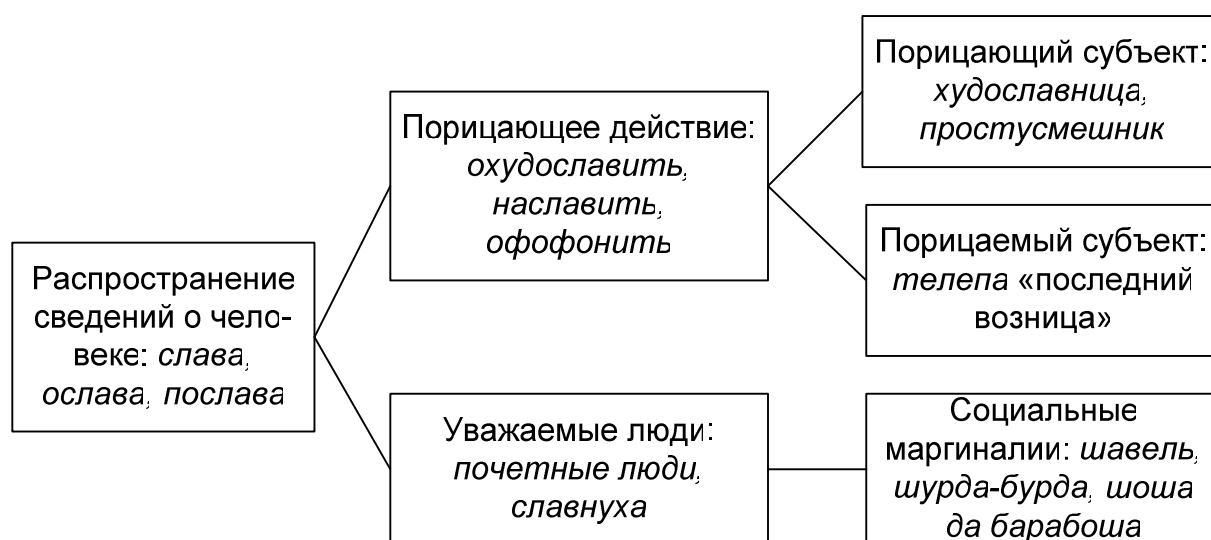 Распространение
сведений о чело-
веке: слава,
ослава, послава
Порицающее действие:
охудославить,
наславить,
офофонить
Порицающий субъект:
худославница,
простусмешник
Порицаемый субъект:
телепа «последний
возница»
Уважаемые люди:
почетные люди,
славнуха
Социальные
маргиналии: шавель,
шурда-бурда, шоша
да барабоша